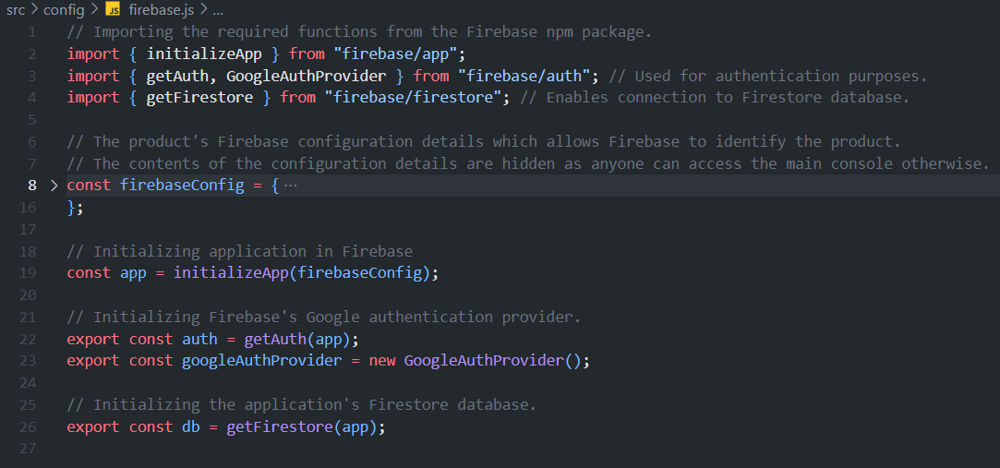 src > config > JS firebase.js > ...
1 // Importing the required functions from the Firebase npm package.
2 import { initializeApp } from "firebase/app";
3 import { getAuth, GoogleAuthProvider } from "firebase/auth"; // Used for authentication purposes.
4 import { getFirestore } from "firebase/firestore"; // Enables connection to Firestore database.
5
6 // The product's Firebase configuration details which allows Firebase to identify the product.
7 // The contents of the configuration details are hidden as anyone can access the main console otherwise.
8 > const firebaseConfig = { ...
16 };
17
18 // Initializing application in Firebase
19 const app = initializeApp(firebaseConfig);
20
21 // Initializing Firebase's Google authentication provider.
22 export const auth = getAuth(app);
23 export const googleAuthProvider = new GoogleAuthProvider();
24
25 // Initializing the application's Firestore database.
26 export const db = getFirestore(app);
27